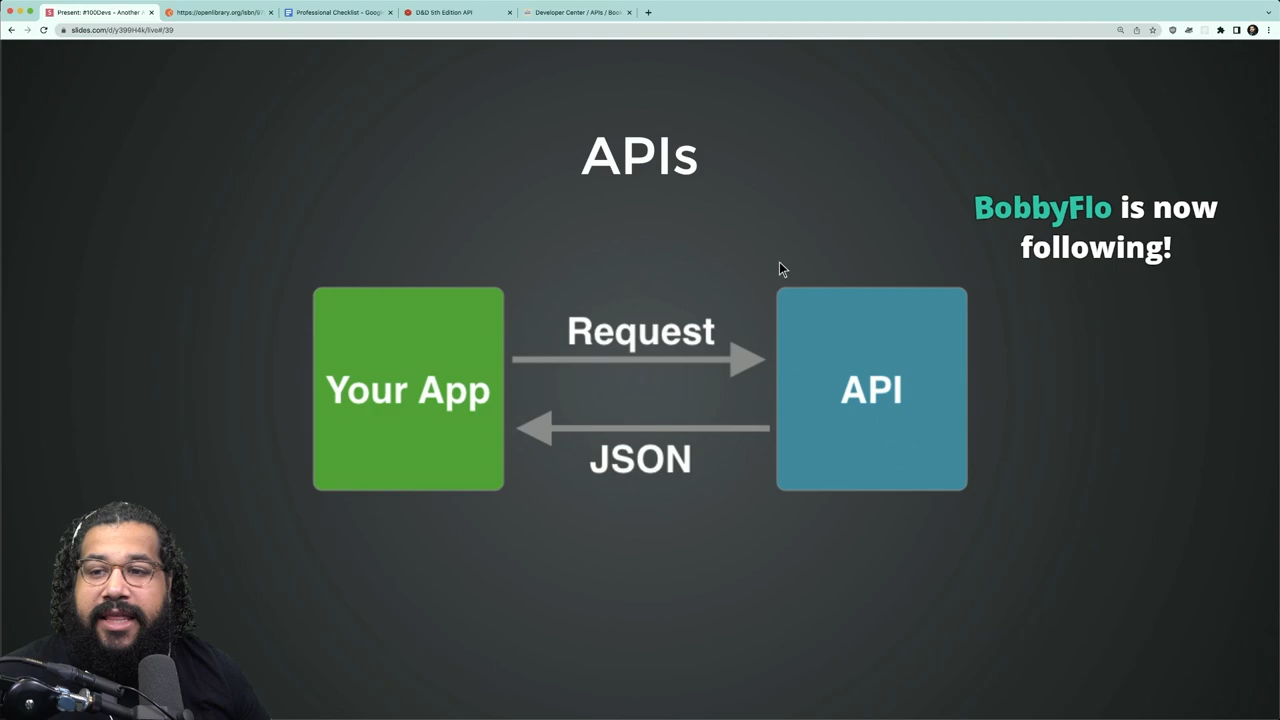 Present: #100Devs - Another
https://openlibrary.org/isbn/97
Professional Checklist - Googl
D&D 5th Edition API
Developer Center / APIs / Boo
slides.com/d/y399H4k/live#/39
APIs
BobbyFlo is now
following!
Request
Your App
API
JSON